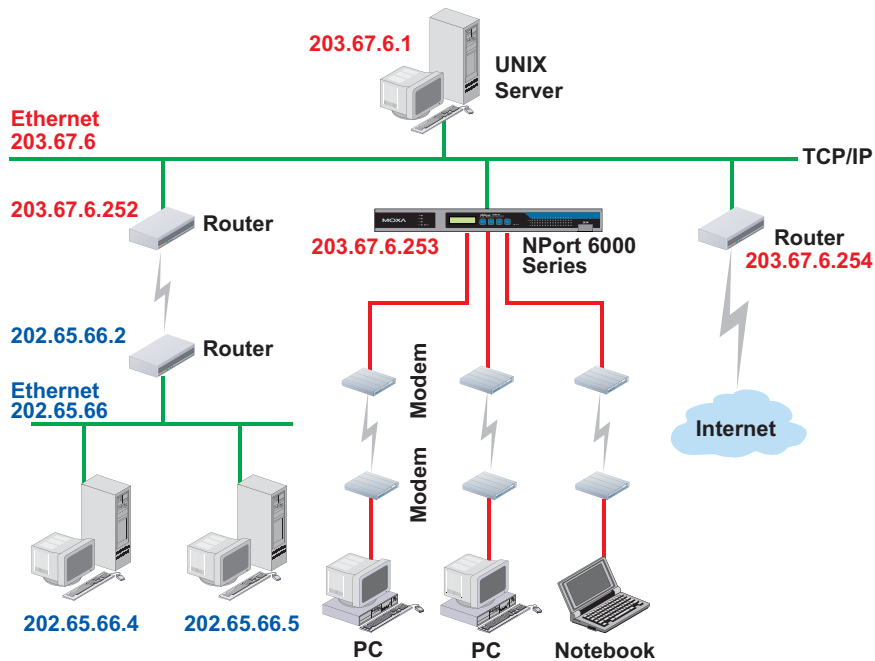 203.67.6.1
UNIX
Server
Ethernet
203.67.6
TCP/IP
203.67.6.252
Router
MOXA
203.67.6.253
NPort 6000
Series
Router
203.67.6.254
202.65.66.2
Router
Ethernet
202.65.66
Modem
Internet
Modem
202.65.66.4
202.65.66.5
PC
PC
Notebook